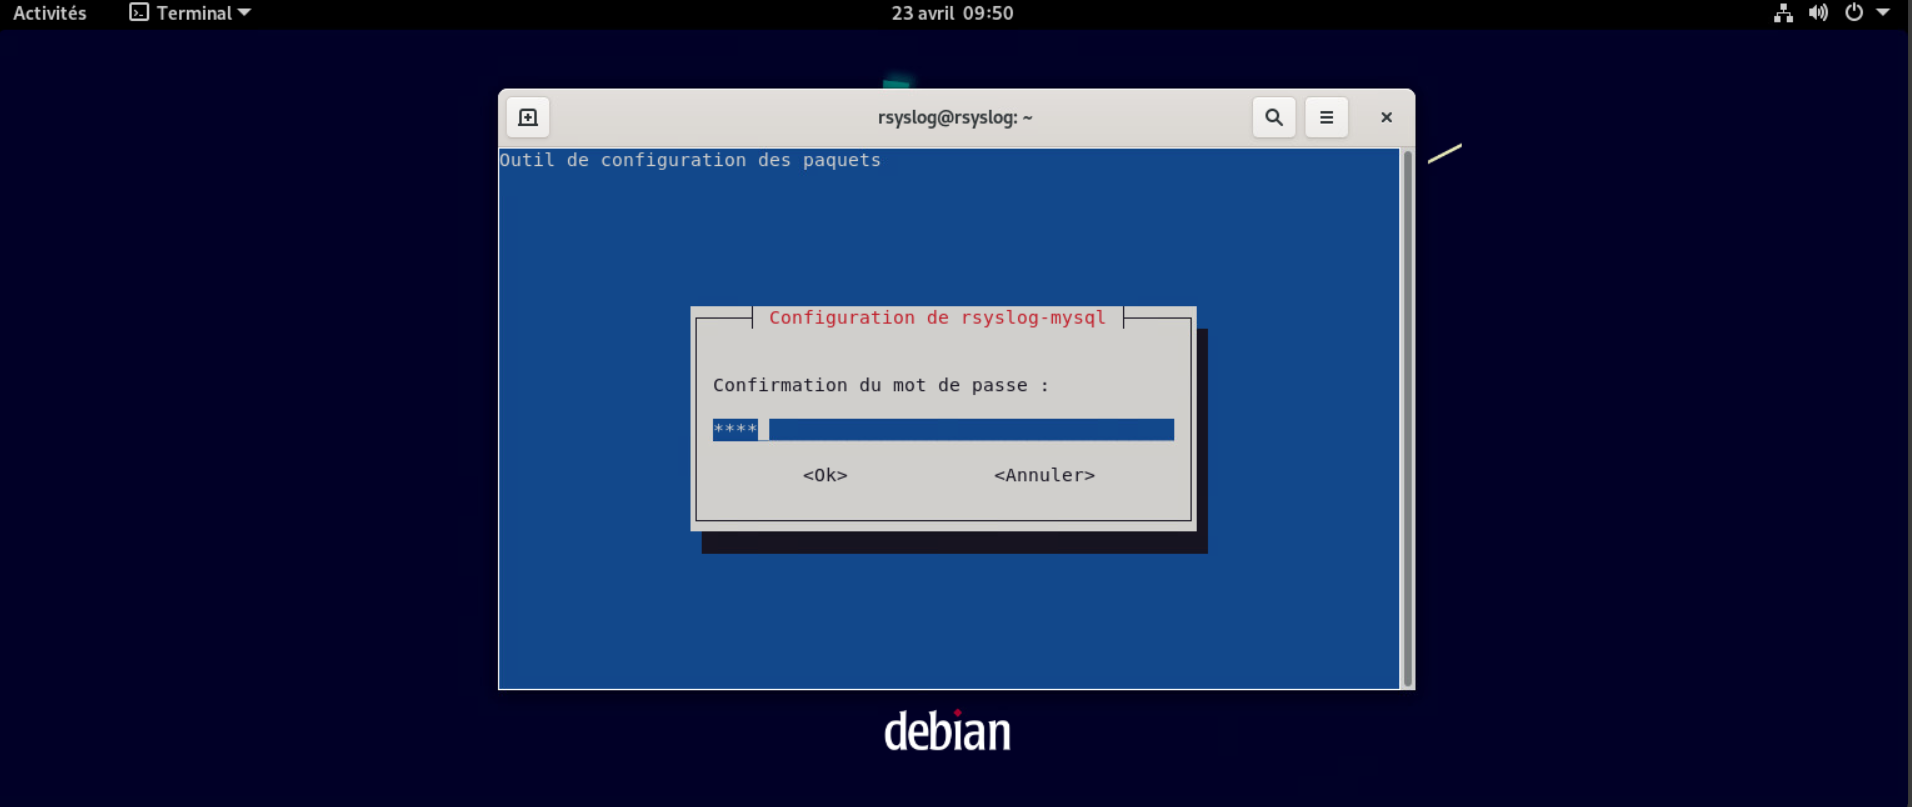 Activités Terminal 23 avril 09:50
rsyslog@rsyslog: ~
Outil de configuration des paquets
Configuration de rsyslog-mysql
Confirmation du mot de passe :
****
<Ok> <Annuler>
debian